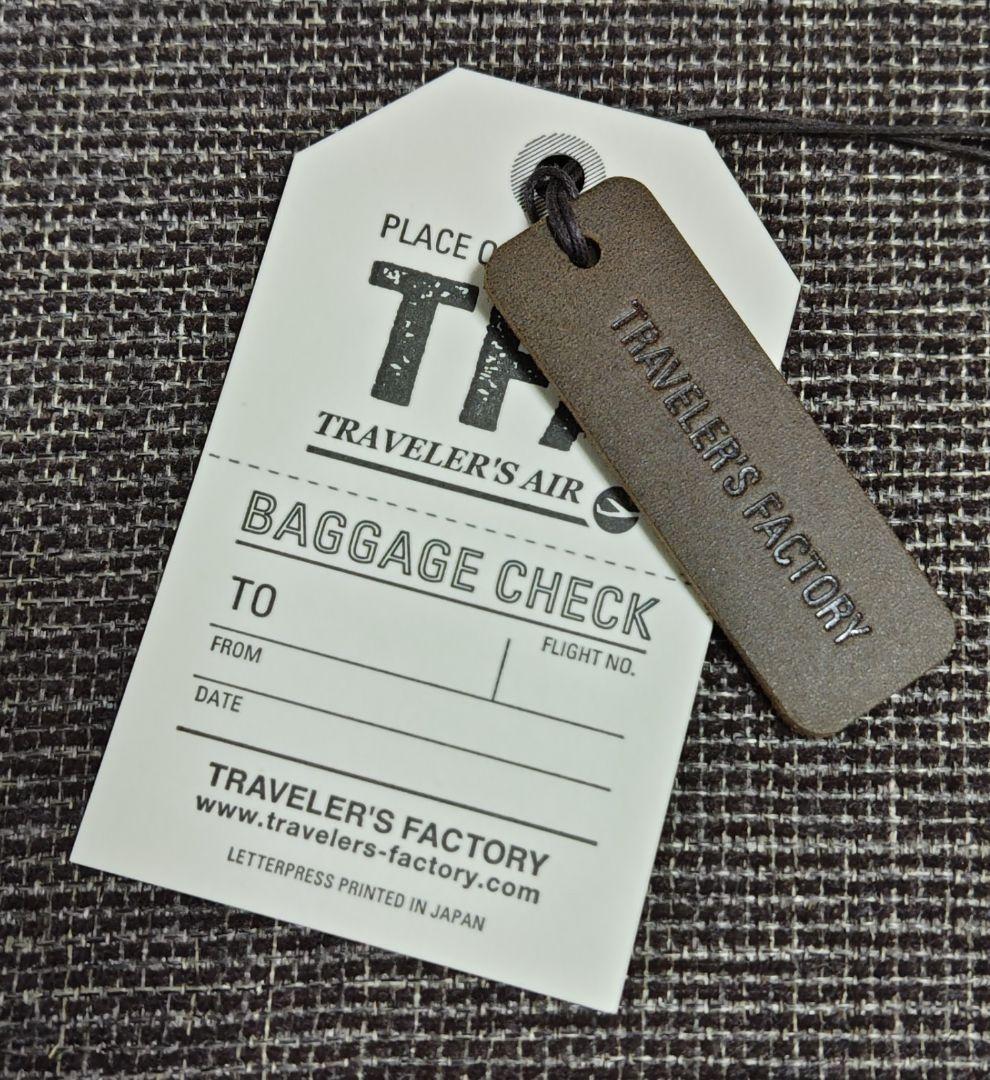 PLACE
TRAVELER'S AIR
BAGGAGE CHECK
TO
FLIGHT NO.
FROM
DATE
TRAVELER'S FACTORY
www.travelers-factory.com
LETTERPRESS PRINTED IN JAPAN
TRAVELER'S FACTORY